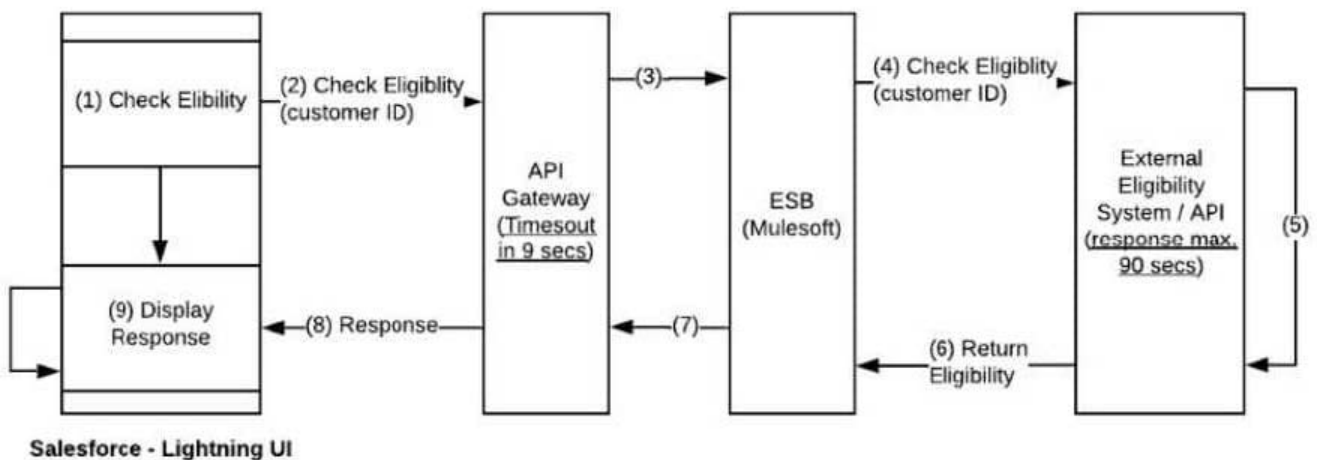 (1) Check Elibility
(2) Check Eligiblity
(customer ID)
(3)
(4) Check Eligiblity
(customer ID)
API
Gateway
(Timesout
in 9 secs)
ESB
(Mulesoft)
External
Eligibility
System / API
(response max.
90 secs)
(5)
(9) Display
Response
(8) Response
(7)
(6) Return
Eligibility
Salesforce - Lightning UI